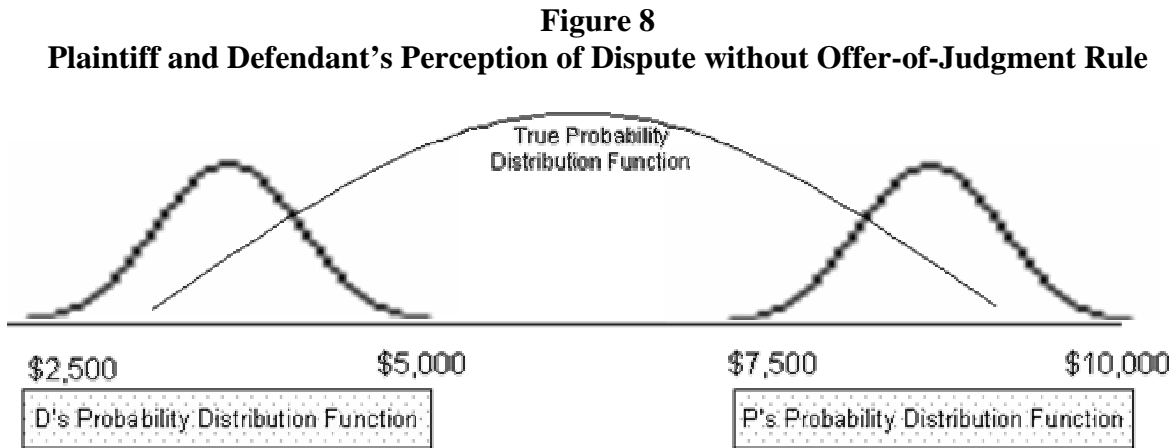 Figure 8
Plaintiff and Defendant's Perception of Dispute without Offer-of-Judgment Rule
True Probability
Distribution Function
$2,500 $5,000 $7,500 $10,000
D's Probability Distribution Function P's Probability Distribution Function